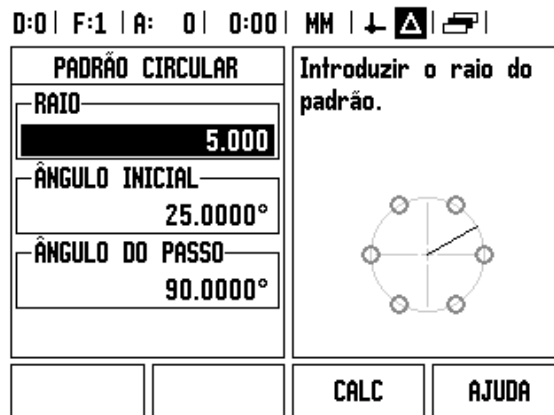 D:0 | F:1 | A: 0 | 0:00 | MM
PADRÃO CIRCULAR
RAIO
5.000
ÂNGULO INICIAL
25.0000°
ÂNGULO DO PASSO
90.0000°
Introduzir o raio do
padrão.
CALC
AJUDA